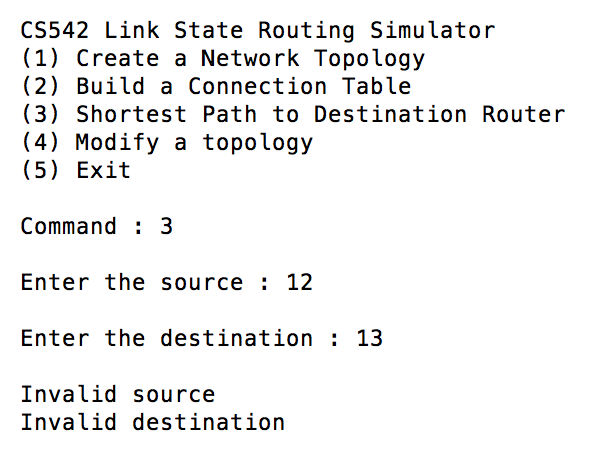 CS542 Link State Routing Simulator
(1) Create a Network Topology
(2) Build a Connection Table
(3) Shortest Path to Destination Router
(4) Modify a topology
(5) Exit
Command : 3
Enter the source : 12
Enter the destination : 13
Invalid source
Invalid destination